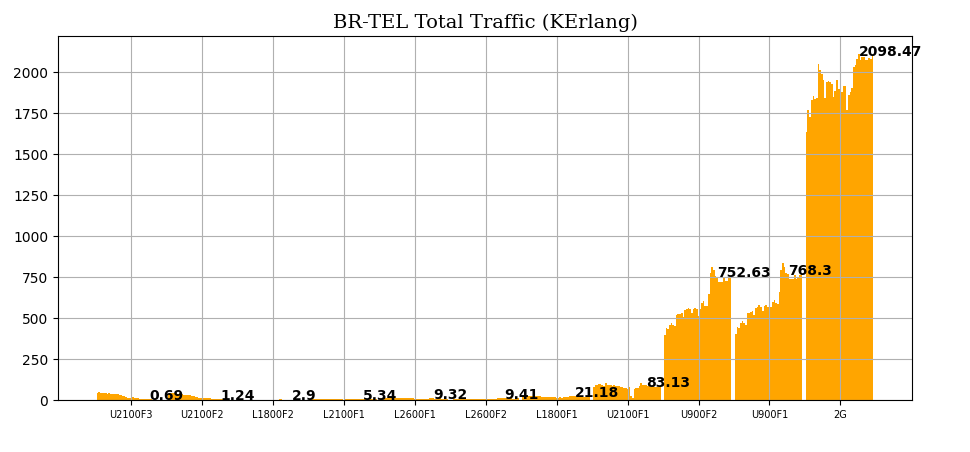 BR-TEL Total Traffic (KErlang)
2000
1750
1500
1250
1000
750
500
250
0
2098.47
752.63
768.3
83.13
21.18
9.41
9.32
5.34
2.9
1.24
0.69
U2100F3
U2100F2
L1800F2
L2100F1
L2600F1
L2600F2
L1800F1
U2100F1
U900F2
U900F1
2G